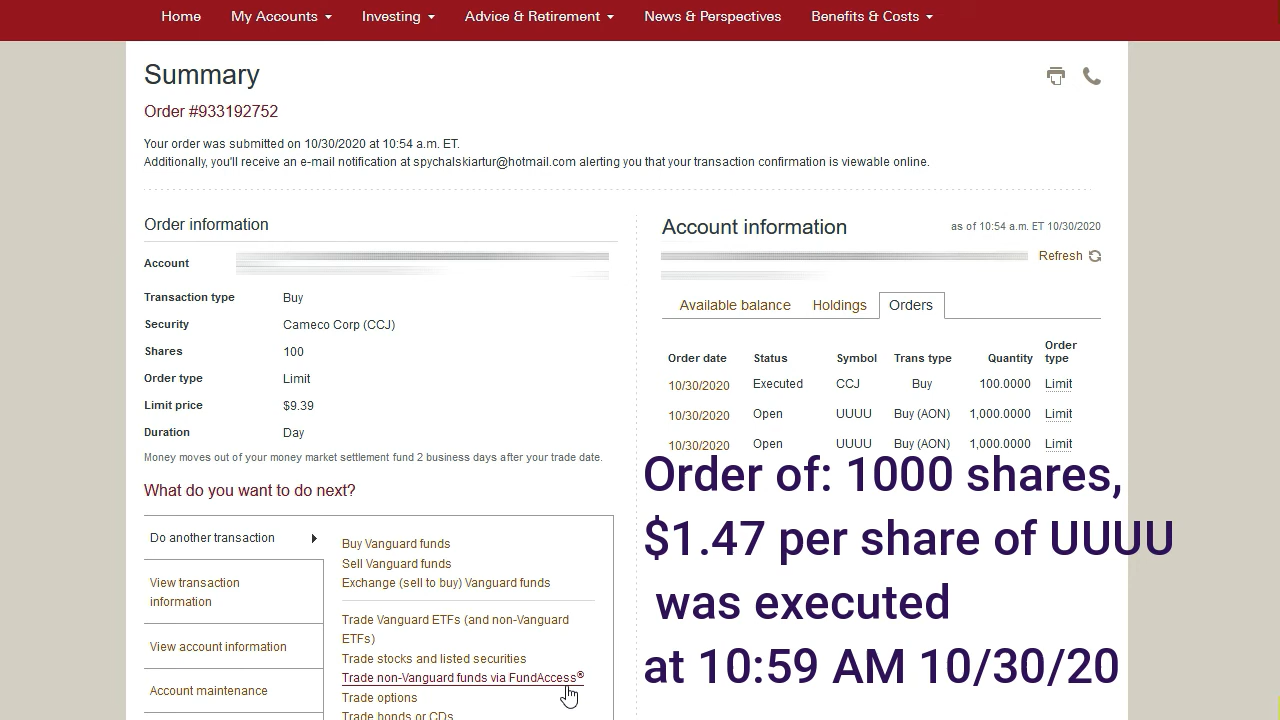 Home My Accounts Investing Advice & Retirement News & Perspectives Benefits & Costs
Summary
Order #933192752
Your order was submitted on 10/30/2020 at 10:54 a.m. ET.
Additionally, you'll receive an e-mail notification at spychalskiartur@hotmail.com alerting you that your transaction confirmation is viewable online.
Order information
Account
Transaction type Buy
Security Cameco Corp (CCJ)
Shares 100
Order type Limit
Limit price $9.39
Duration Day
Money moves out of your money market settlement fund 2 business days after your trade date.
What do you want to do next?
Do another transaction
View transaction
information
View account information
Account maintenance
Buy Vanguard funds
Sell Vanguard funds
Exchange (sell to buy) Vanguard funds
Trade Vanguard ETFs (and non-Vanguard
ETFs)
Trade stocks and listed securities
Trade non-Vanguard funds via FundAccess®
Trade options
Trade bonds or CDs
Account information as of 10:54 a.m. ET 10/30/2020
Refresh
Available balance Holdings Orders
Order date Status Symbol Trans type Quantity Order type
10/30/2020 Executed CCJ Buy 100.0000 Limit
10/30/2020 Open UUUU Buy (AON) 1,000.0000 Limit
10/30/2020 Open UUUU Buy (AON) 1,000.0000 Limit
Order of: 1000 shares,
$1.47 per share of UUUU
was executed
at 10:59 AM 10/30/20